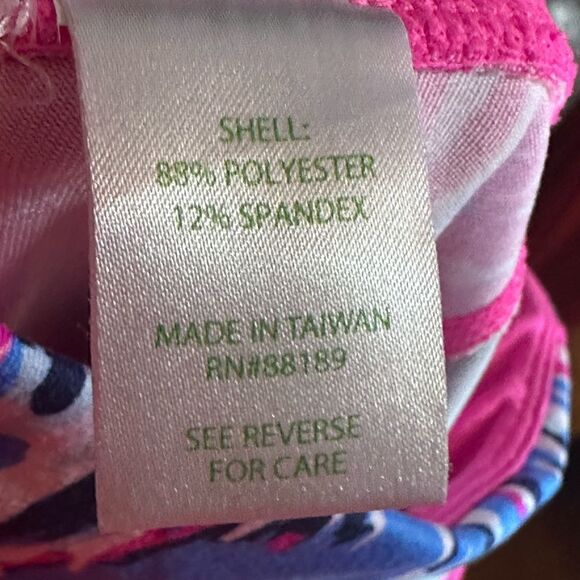 SHELL:
88% POLYESTER
12% SPANDEX
MADE IN TAIWAN
RN#88189
SEE REVERSE
FOR CARE